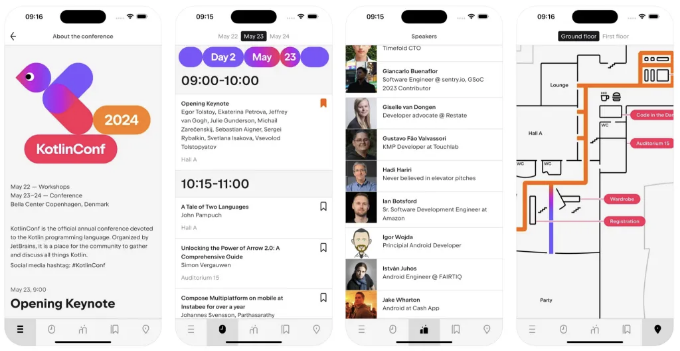 09:16
About the conference
2024
KotlinConf
May 22 — Workshops
May 23–24 — Conference
Bella Center Copenhagen, Denmark
KotlinConf is the official annual conference devoted
to the Kotlin programming language. Organized by
JetBrains, it is a place for the community to gather
and discuss all things Kotlin.
Social media hashtag: #KotlinConf
May 23, 9:00
Opening Keynote
09:15
May 22 May 23 May 24
Day 2 May 23
09:00-10:00
Opening Keynote
Egor Tolstoy, Ekaterina Petrova, Jeffrey
van Gogh, Julie Gunderson, Michail
Zarečenskij, Sebastian Aigner, Sergei
Rybalkin, Svetlana Isakova, Vsevolod
Tolstopyatov
Hall A
10:15-11:00
A Tale of Two Languages
John Pampuch
Hall A
Unlocking the Power of Arrow 2.0: A
Comprehensive Guide
Simon Vergauwen
Auditorium 15
Compose Multiplatform on mobile at
Instabee for over a year
Johannes Svensson, Parthasarathy
09:15
Speakers
Timefold CTO
Giancarlo Buenaflor
Software Engineer @ sentry.io, GSoC
2023 Contributor
Giselle van Dongen
Developer advocate @ Restate
Gustavo Fão Valvassori
KMP Developer at Touchlab
Hadi Hariri
Never believed in elevator pitches
Ian Botsford
Sr. Software Development Engineer at
Amazon
Igor Wojda
Principal Android Developer
István Juhos
Android Engineer @ FAIRTIQ
Jake Wharton
Android at Cash App
09:16
Ground floor First floor
Lounge
Code in the Da
WC
Hall A
Auditorium 15
WC
Wardrobe
Registration
Party